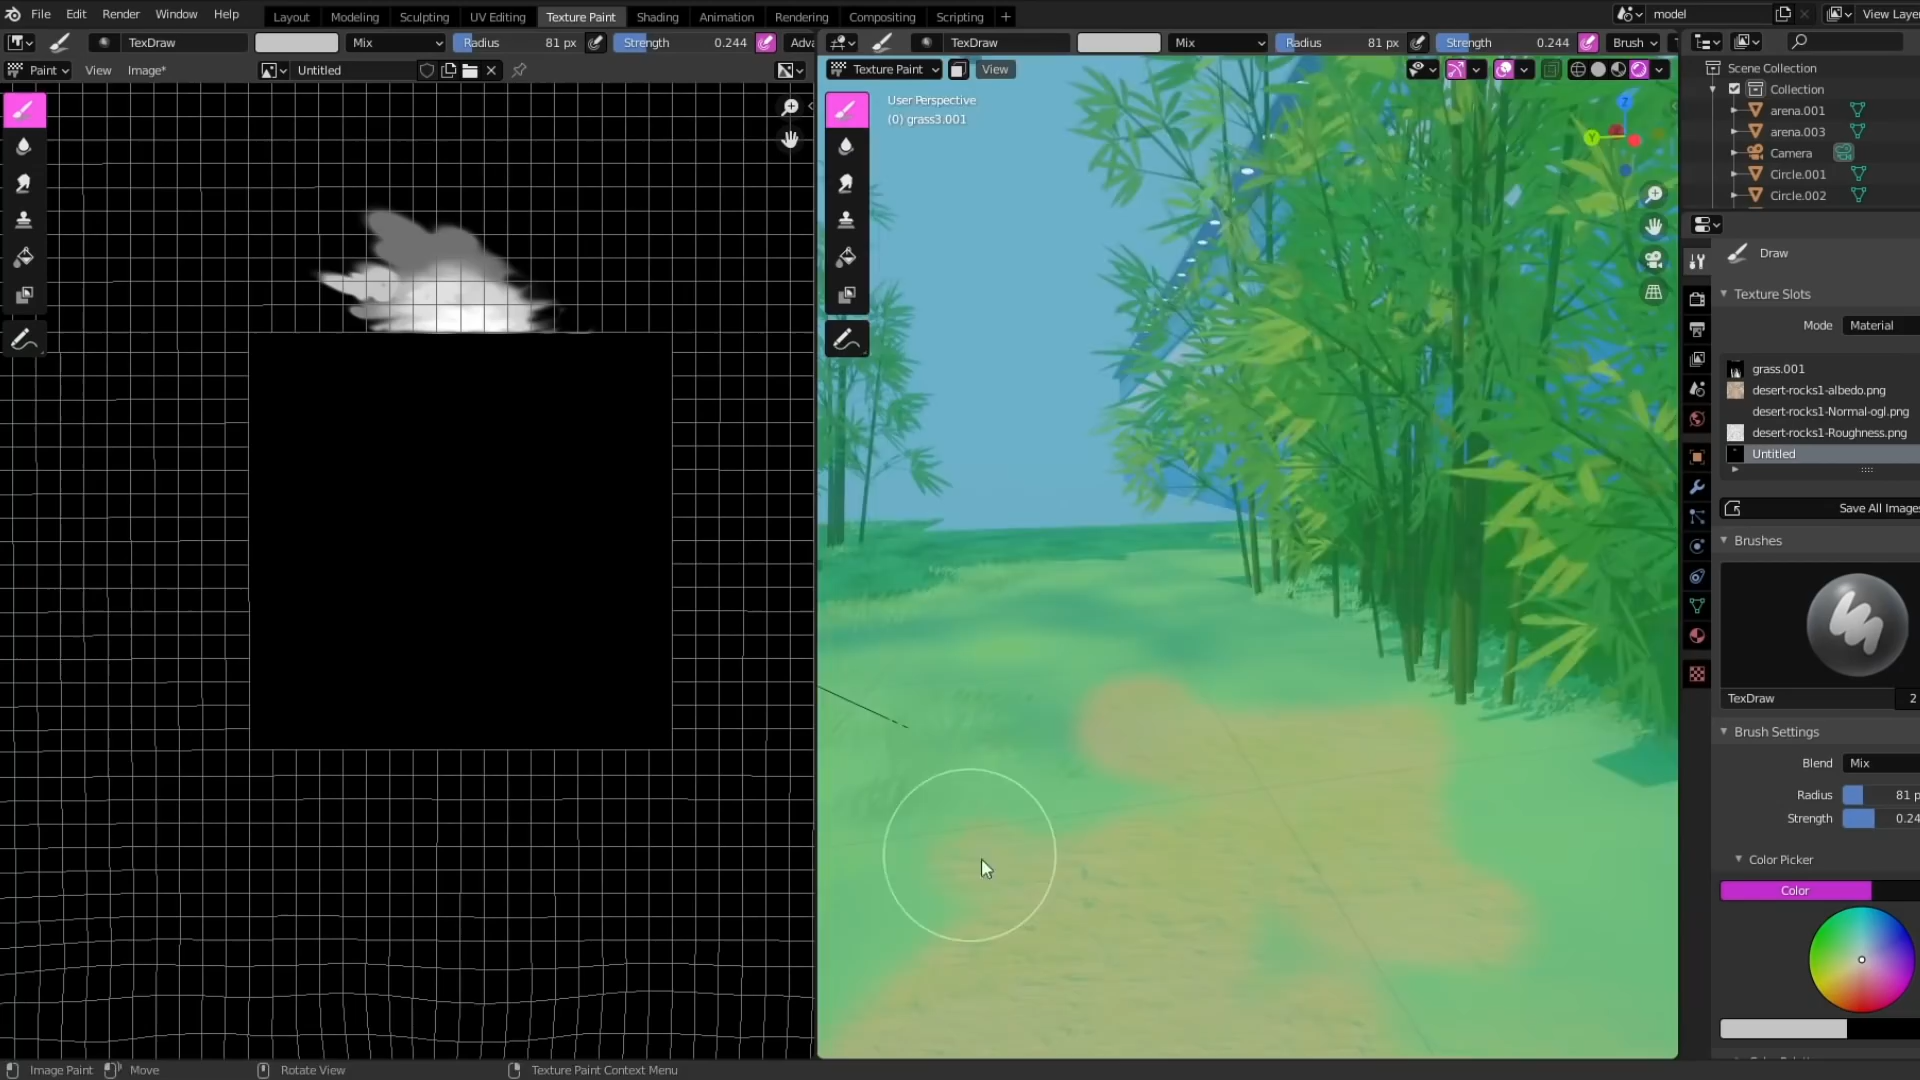 File Edit Render Window Help
Layout Modeling Sculpting UV Editing Texture Paint Shading Animation Rendering Compositing Scripting +
model
View Layer
TexDraw Mix Radius 81 px Strength 0.244
TexDraw Mix Radius 81 px Strength 0.244 Brush
Paint View Image* Untitled
Texture Paint View
User Perspective
(0) grass3.001
Z
Y
Scene Collection
Collection
arena.001
arena.003
Camera
Circle.001
Circle.002
Draw
Texture Slots
Mode Material
grass.001
desert-rocks1-albedo.png
desert-rocks1-Normal-ogl.png
desert-rocks1-Roughness.png
Untitled
Save All Images
Brushes
TexDraw 2
Brush Settings
Blend Mix
Radius 81 p
Strength 0.24
Color Picker
Color
Image Paint Move Rotate View Texture Paint Context Menu